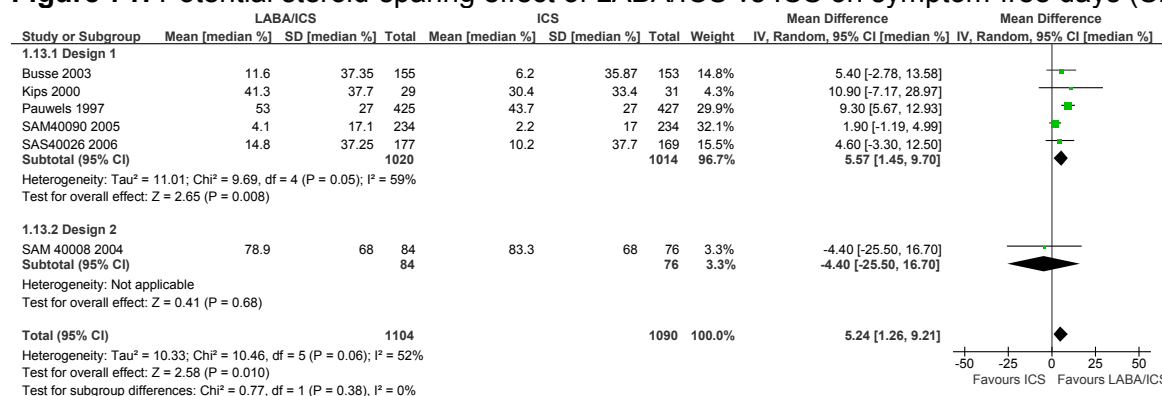 LABA/ICS ICS Mean Difference Mean Difference
Study or Subgroup Mean [median %] SD [median %] Total Mean [median %] SD [median %] Total Weight IV, Random, 95% CI [median %] IV, Random, 95% CI [median %]
1.13.1 Design 1
Busse 2003 11.6 37.35 155 6.2 35.87 153 14.8% 5.40 [-2.78, 13.58]
Kips 2000 41.3 37.7 29 30.4 33.4 31 4.3% 10.90 [-7.17, 28.97]
Pauwels 1997 53 27 425 43.7 27 427 29.9% 9.30 [5.67, 12.93]
SAM40090 2005 4.1 17.1 234 2.2 17 234 32.1% 1.90 [-1.19, 4.99]
SAS40026 2006 14.8 37.25 177 10.2 37.7 169 15.5% 4.60 [-3.30, 12.50]
Subtotal (95% CI) 1020 1014 96.7% 5.57 [1.45, 9.70]
Heterogeneity: Tau² = 11.01; Chi² = 9.69, df = 4 (P = 0.05); I² = 59%
Test for overall effect: Z = 2.65 (P = 0.008)
1.13.2 Design 2
SAM 40008 2004 78.9 68 84 83.3 68 76 3.3% -4.40 [-25.50, 16.70]
Subtotal (95% CI) 84 76 3.3% -4.40 [-25.50, 16.70]
Heterogeneity: Not applicable
Test for overall effect: Z = 0.41 (P = 0.68)
Total (95% CI) 1104 1090 100.0% 5.24 [1.26, 9.21]
Heterogeneity: Tau² = 10.33; Chi² = 10.46, df = 5 (P = 0.06); I² = 52%
Test for overall effect: Z = 2.58 (P = 0.010)
Test for subgroup differences: Chi² = 0.77, df = 1 (P = 0.38), I² = 0%
-50 -25 0 25 50
Favours ICS Favours LABA/ICS